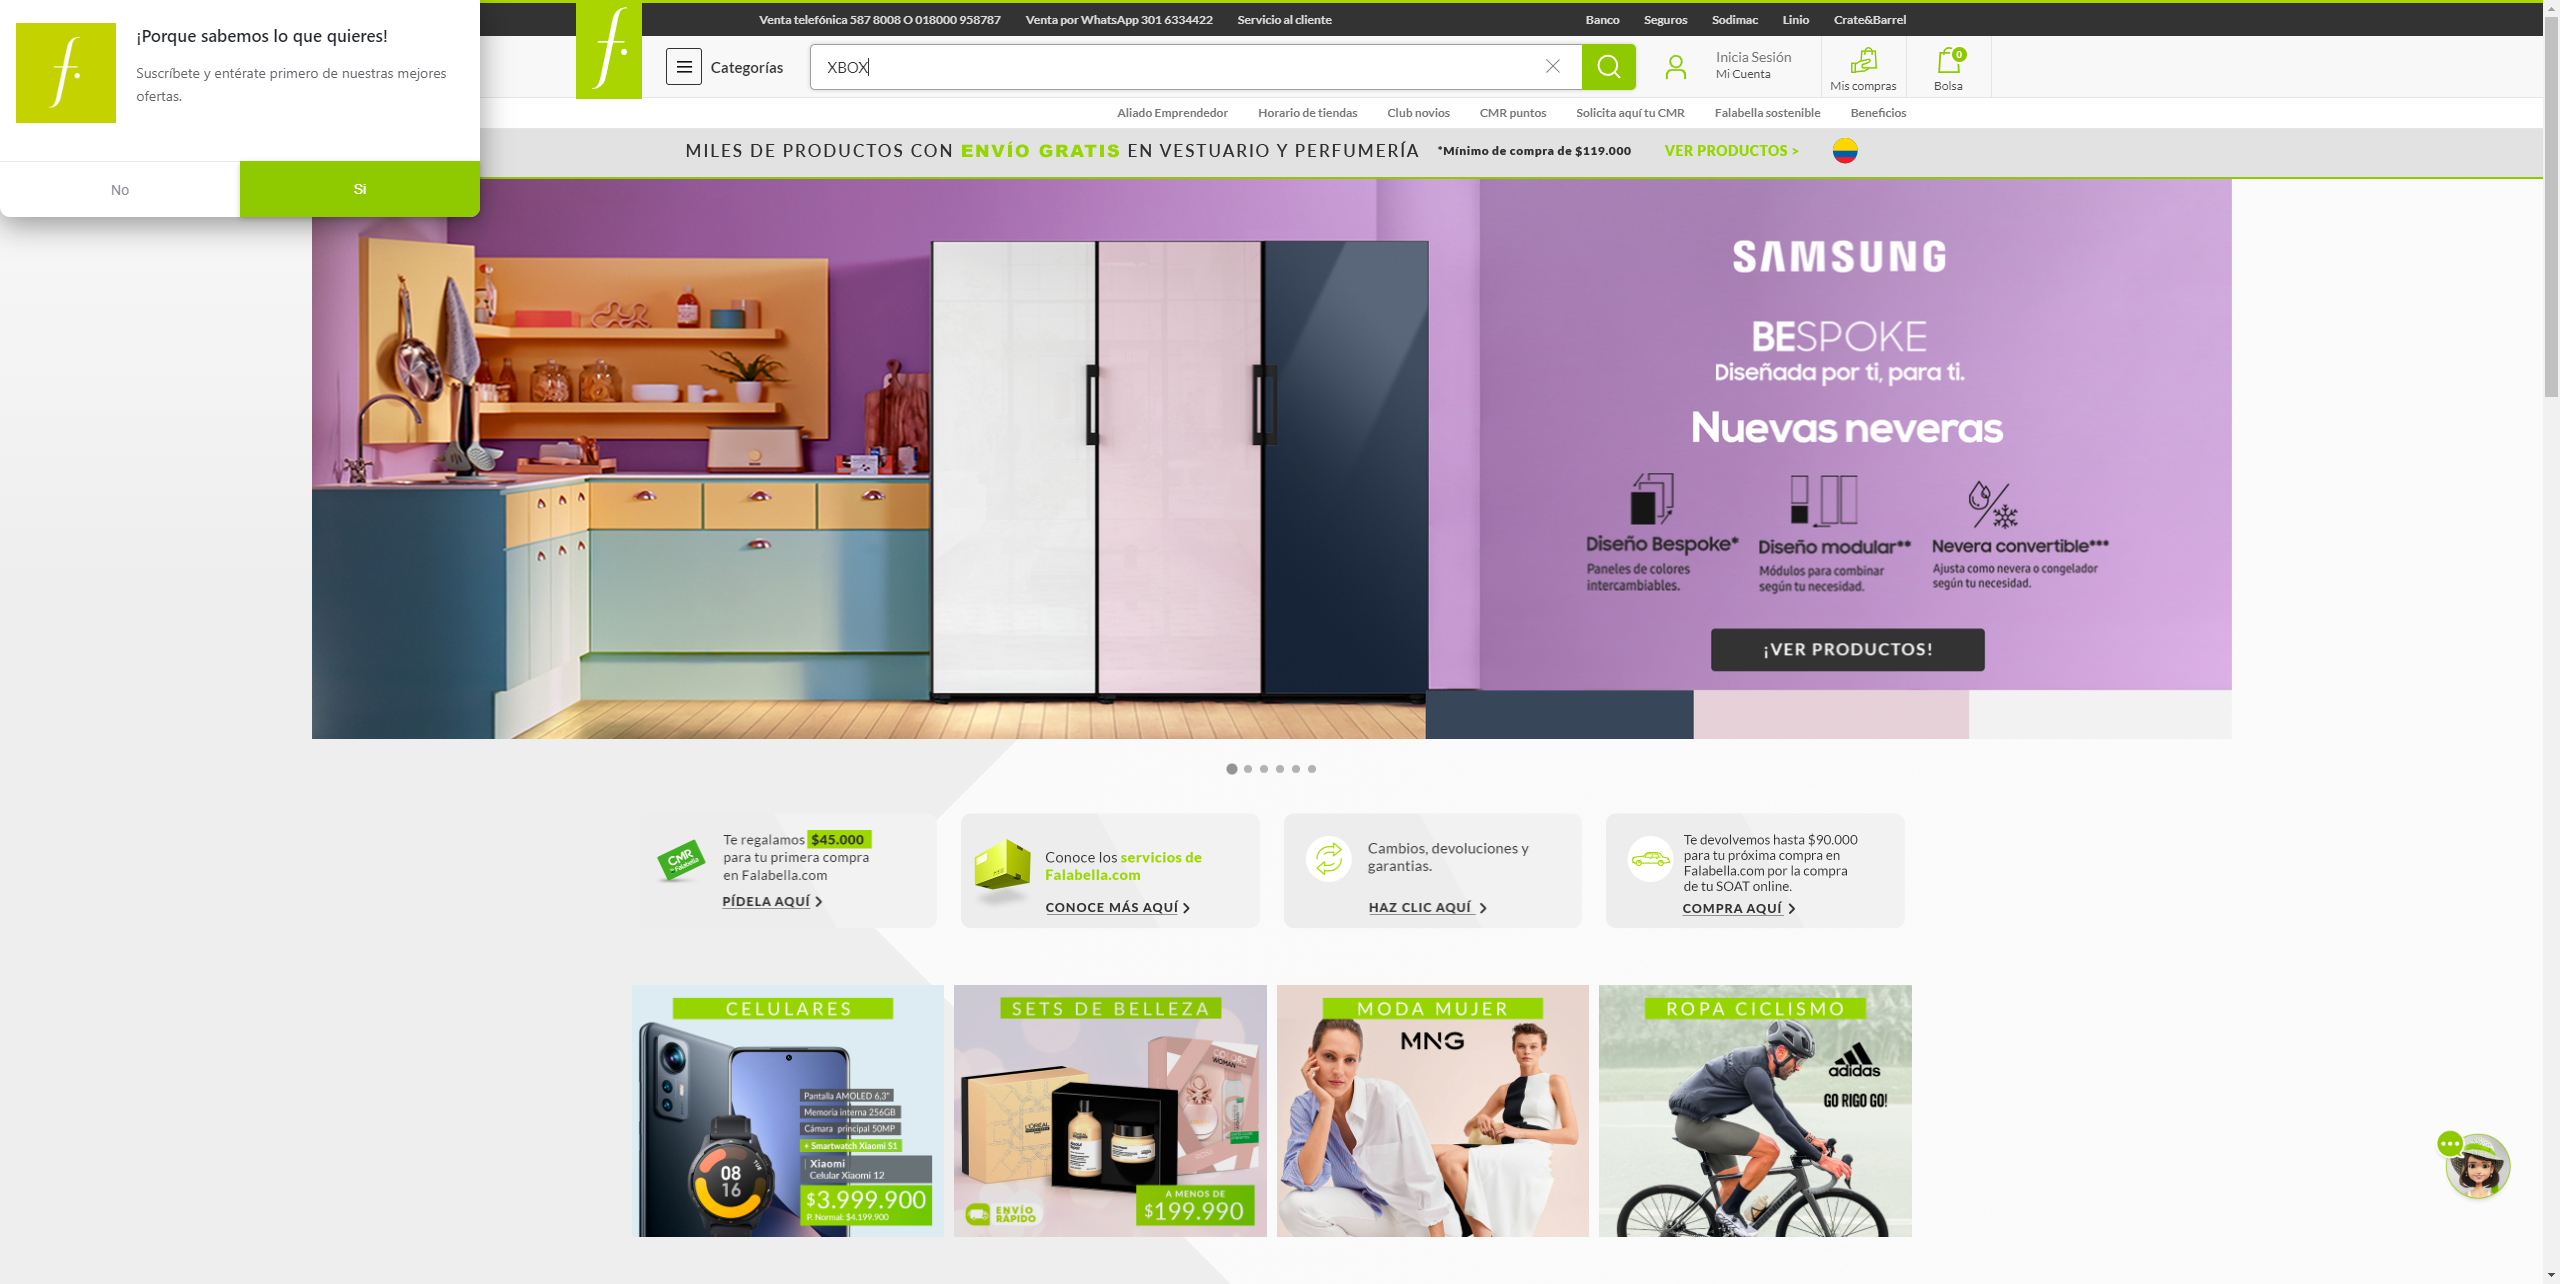 ¡Porque sabemos lo que quieres!
Suscríbete y entérate primero de nuestras mejores
ofertas.
No
Si
Venta telefónica 587 8008 O 018000 958787
Venta por WhatsApp 301 6334422
Servicio al cliente
Banco
Seguros
Sodimac
Linio
Crate&Barrel
f.
Categorías
XBOX
Inicia Sesión
Mi Cuenta
Mis compras
0
Bolsa
Aliado Emprendedor
Horario de tiendas
Club novios
CMR puntos
Solicita aquí tu CMR
Falabella sostenible
Beneficios
MILES DE PRODUCTOS CON ENVÍO GRATIS EN VESTUARIO Y PERFUMERÍA *Mínimo de compra de $119.000 VER PRODUCTOS >
SAMSUNG
BESPOKE
Diseñada por ti, para ti.
Nuevas neveras
Diseño Bespoke*
Paneles de colores
intercambiables.
Diseño modular**
Módulos para combinar
según tu necesidad.
Nevera convertible***
Ajusta como nevera o congelador
según tu necesidad.
¡VER PRODUCTOS!
CMR
Falabella
Te regalamos $45.000
para tu primera compra
en Falabella.com
PÍDELA AQUÍ
Conoce los servicios de
Falabella.com
CONOCE MÁS AQUÍ
Cambios, devoluciones y
garantias.
HAZ CLIC AQUÍ
Te devolvemos hasta $90.000
para tu próxima compra en
Falabella.com por la compra
de tu SOAT online.
COMPRA AQUÍ
CELULARES
Pantalla AMOLED 6,3"
Memoria interna 256GB
Cámara principal 50MP
+ Smartwatch Xiaomi S1
Xiaomi
Celular Xiaomi 12
$3.999.900
P. Normal: $4.199.900
08
16
TUE
SETS DE BELLEZA
COLORS
WOMAN
L'ORÉAL
ENVÍO
RÁPIDO
A MENOS DE
$199.990
MODA MUJER
MNG
ROPA CICLISMO
adidas
GO RIGO GO!